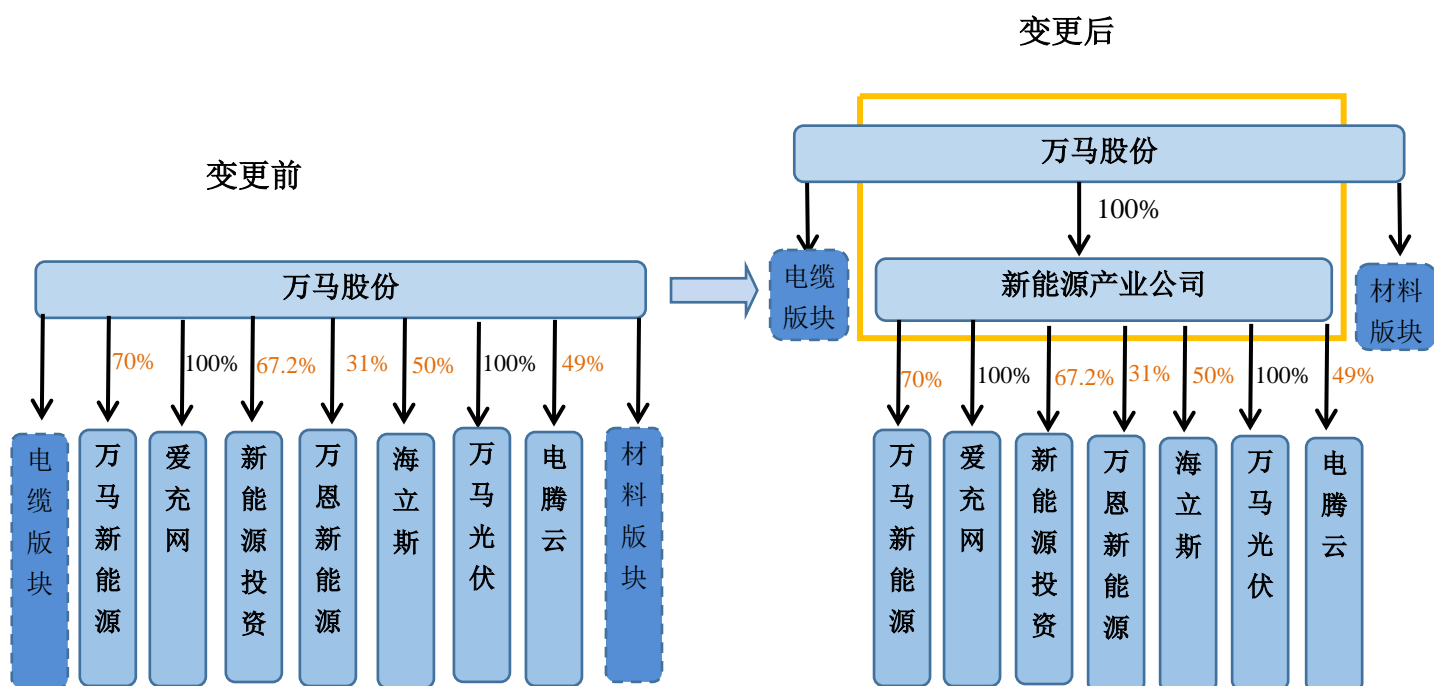 变更前
万马股份
70%
100%
67.2%
31%
50%
100%
49%
电缆版块
万马新能源
爱充网
新能源投资
万恩新能源
海立斯
万马光伏
电腾云
材料版块
变更后
万马股份
100%
电缆
版块
新能源产业公司
材料
版块
70%
100%
67.2%
31%
50%
100%
49%
万马新能源
爱充网
新能源投资
万恩新能源
海立斯
万马光伏
电腾云